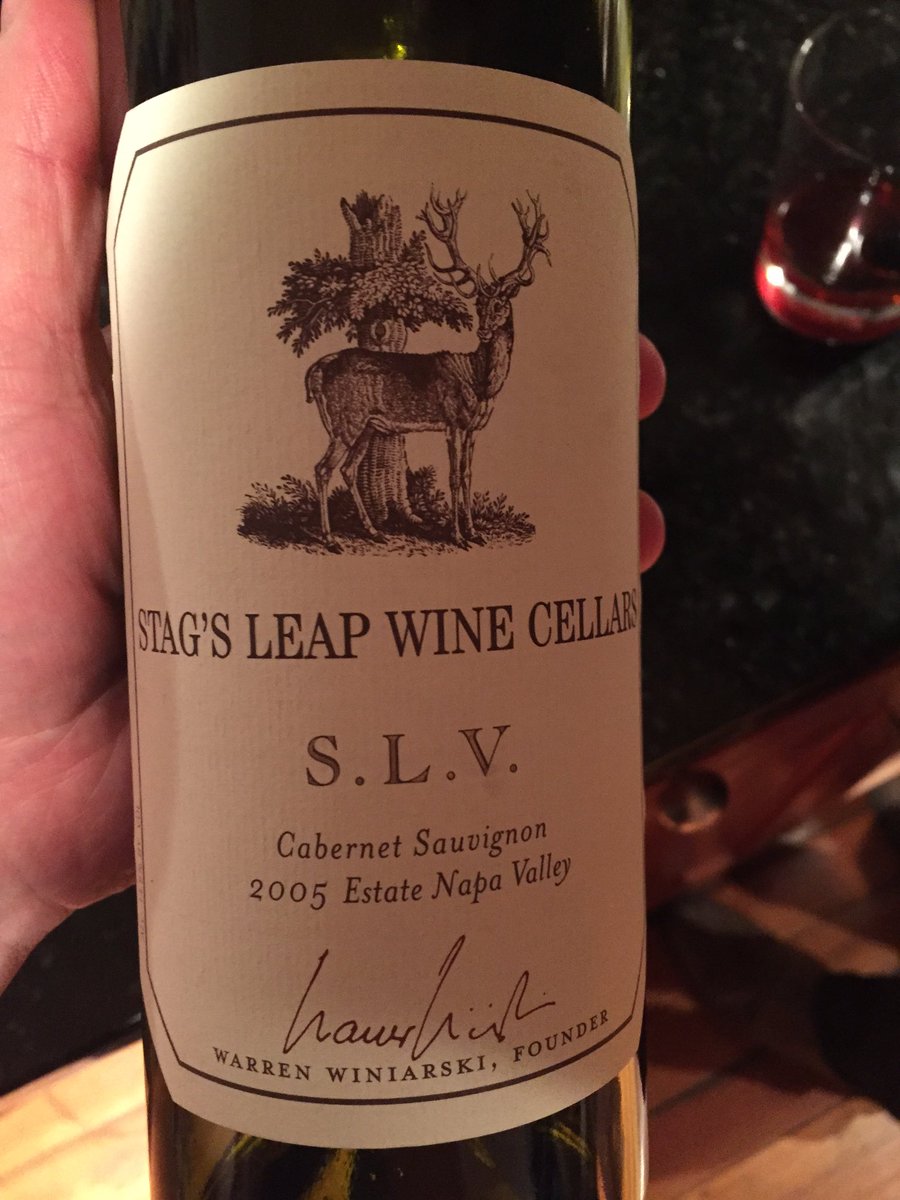 STAG'S LEAP WINE CELLARS
S.L.V.
Cabernet Sauvignon
2005 Estate Napa Valley
WARREN WINIARSKI, FOUNDER